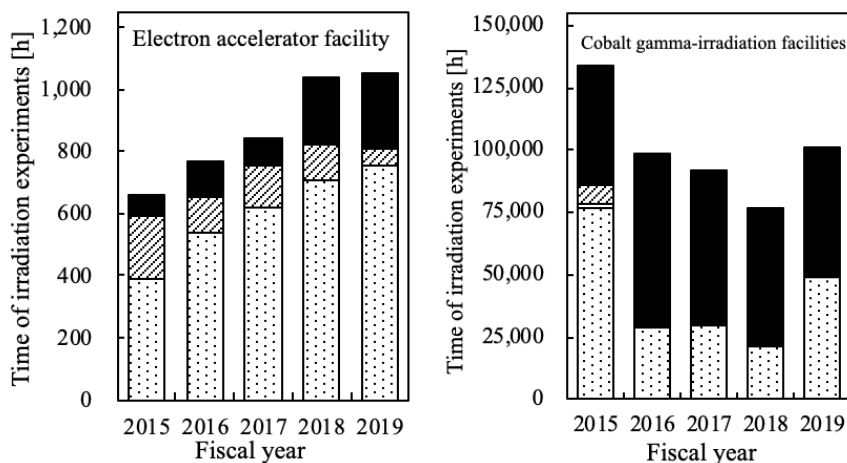 Time of irradiation experiments [h]
1,200
1,000
800
600
400
200
0
Electron accelerator facility
2015 2016 2017 2018 2019
Fiscal year
Time of irradiation experiments [h]
150,000
125,000
100,000
75,000
50,000
25,000
0
Cobalt gamma-irradiation facilities
2015 2016 2017 2018 2019
Fiscal year